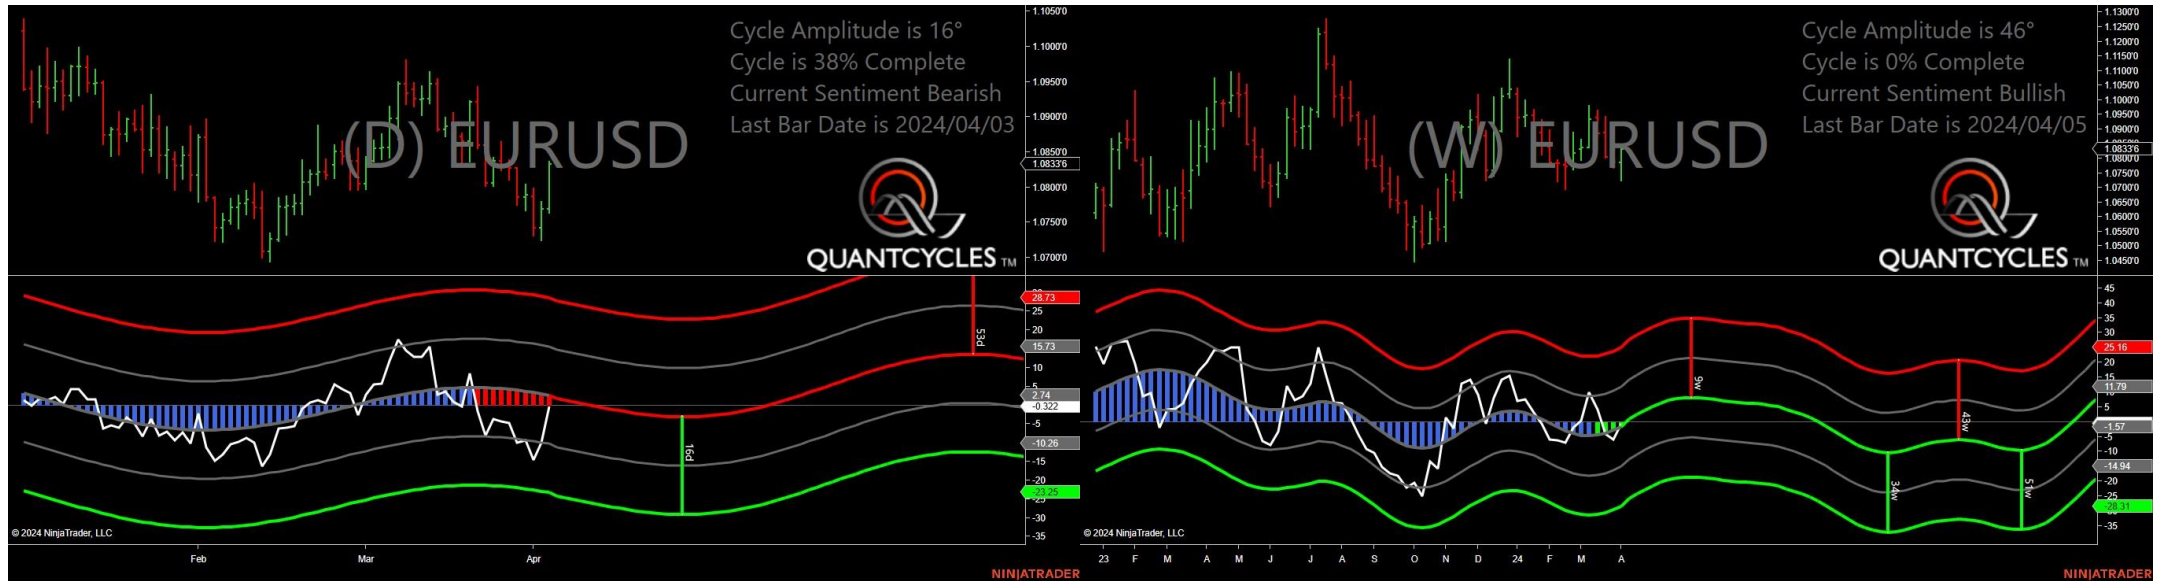 Cycle Amplitude is 16°
Cycle is 38% Complete
Current Sentiment Bearish
Last Bar Date is 2024/04/03
(D) EURUSD
QUANTCYCLES TM
1.1050'0
1.1000'0
1.0950'0
1.0900'0
1.0850'0
1.0833'6
1.0800'0
1.0750'0
1.0700'0
28.73
25
20
15.73
10
5
2.74
-0.322
-5
-10.26
-15
-20
-23.25
-30
-35
53d
16d
© 2024 NinjaTrader, LLC
Feb Mar Apr
NINJATRADER
Cycle Amplitude is 46°
Cycle is 0% Complete
Current Sentiment Bullish
Last Bar Date is 2024/04/05
(W) EURUSD
QUANTCYCLES TM
1.1300'0
1.1250'0
1.1200'0
1.1150'0
1.1100'0
1.1050'0
1.1000'0
1.0950'0
1.0900'0
1.0833'6
1.0800'0
1.0750'0
1.0700'0
1.0650'0
1.0600'0
1.0550'0
1.0500'0
1.0450'0
45
40
35
30
25.16
20
15
11.79
5
-1.57
-5
-10
-14.94
-20
-25
-28.31
-35
9w
43w
34w
51w
© 2024 NinjaTrader, LLC
23 F M A M J J A S O N D 24 F M A
NINJATRADER